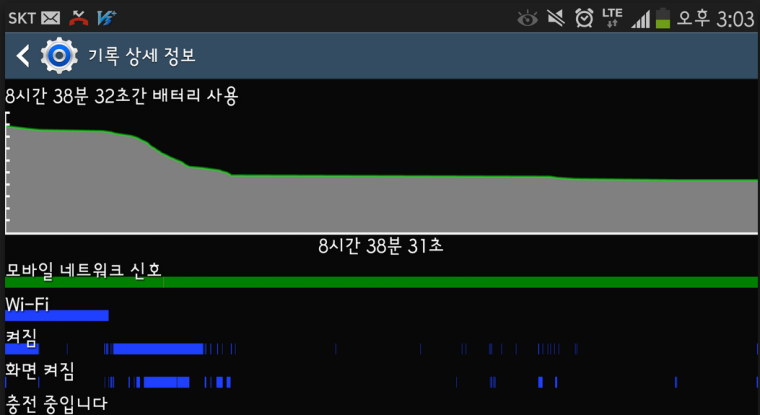 SKT LTE 오후 3:03
기록 상세 정보
8시간 38분 32초간 배터리 사용
8시간 38분 31초
모바일 네트워크 신호
Wi-Fi
켜짐
화면 켜짐
충전 중입니다